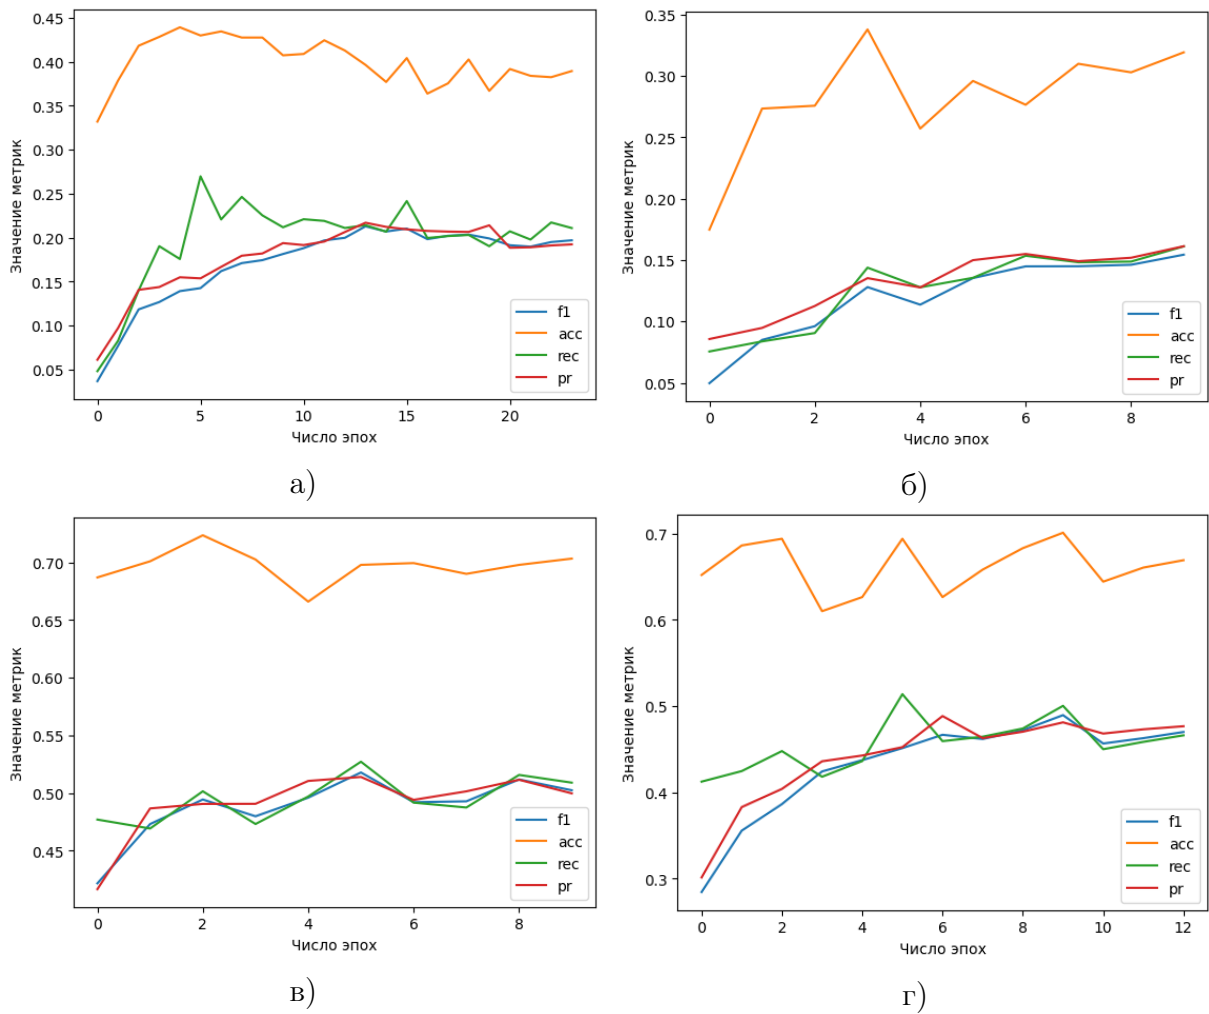 0.45
0.40
0.35
0.30
0.25
0.20
0.15
0.10
0.05
Значение метрик
0 5 10 15 20
Число эпох
f1
acc
rec
pr
а)
0.35
0.30
0.25
0.20
0.15
0.10
0.05
Значение метрик
0 2 4 6 8
Число эпох
f1
acc
rec
pr
б)
0.70
0.65
0.60
0.55
0.50
0.45
Значение метрик
0 2 4 6 8
Число эпох
f1
acc
rec
pr
в)
0.7
0.6
0.5
0.4
0.3
Значение метрик
0 2 4 6 8 10 12
Число эпох
f1
acc
rec
pr
г)